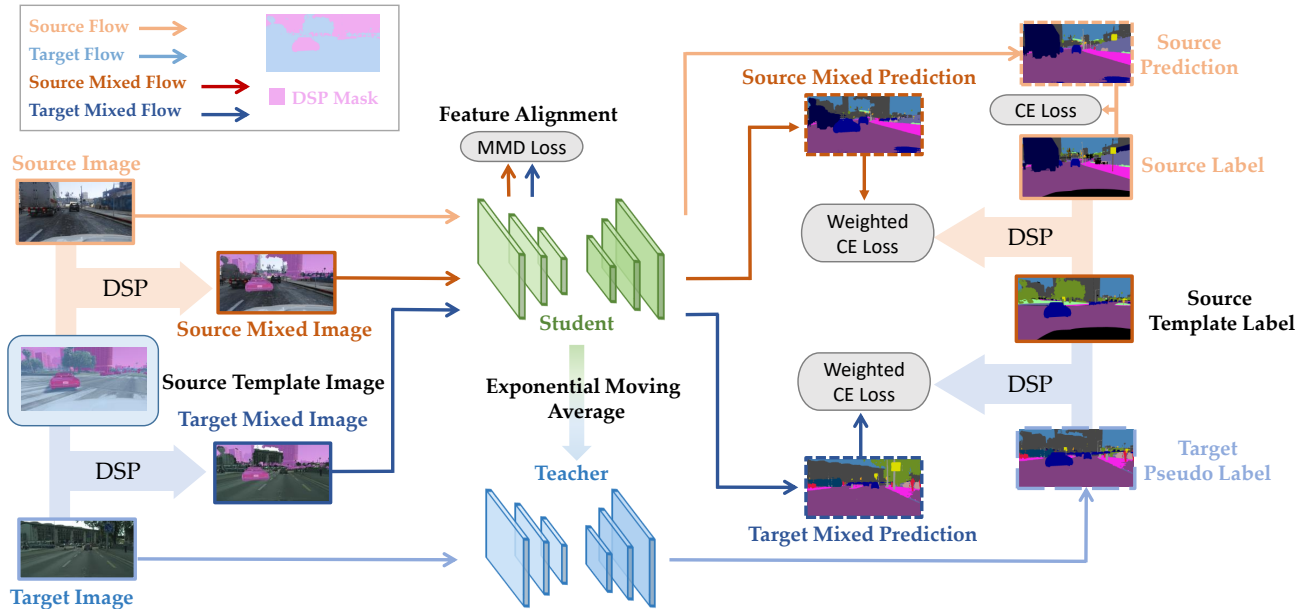 Source Flow
Target Flow
Source Mixed Flow
Target Mixed Flow
DSP Mask
Source Prediction
CE Loss
Source Label
Source Mixed Prediction
Feature Alignment
MMD Loss
Source Image
DSP
Source Mixed Image
Student
Weighted
CE Loss
DSP
Source
Template Label
Source Template Image
Exponential Moving
Average
Weighted
CE Loss
DSP
Target Mixed Image
DSP
Teacher
Target
Pseudo Label
Target Mixed Prediction
Target Image